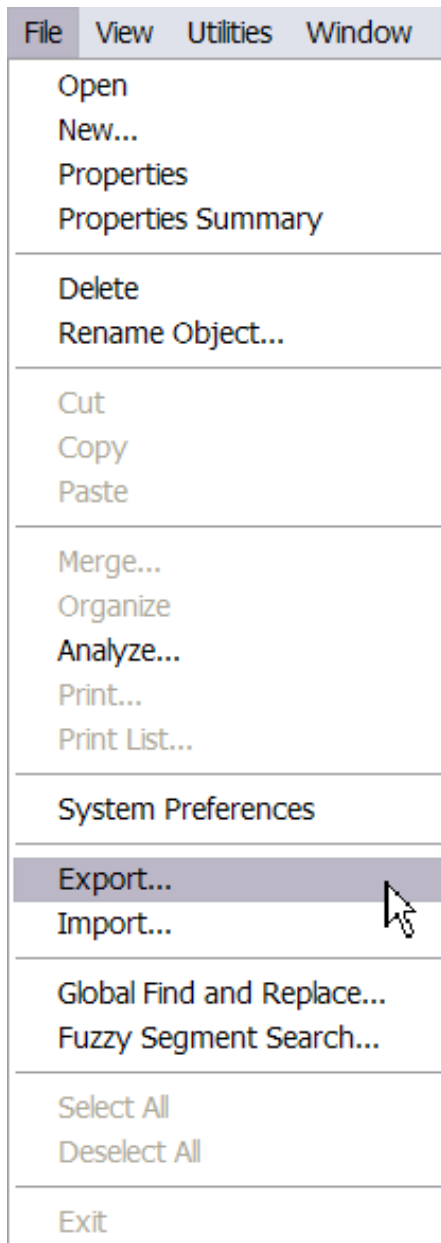 File View Utilities Window
Open
New...
Properties
Properties Summary
Delete
Rename Object...
Cut
Copy
Paste
Merge...
Organize
Analyze...
Print...
Print List...
System Preferences
Export...
Import...
Global Find and Replace...
Fuzzy Segment Search...
Select All
Deselect All
Exit